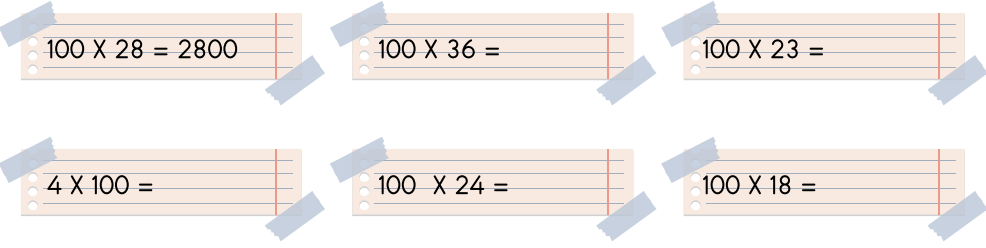 100 X 28 = 2800
100 X 36 =
100 X 23 =
4 X 100 =
100 X 24 =
100 X 18 =